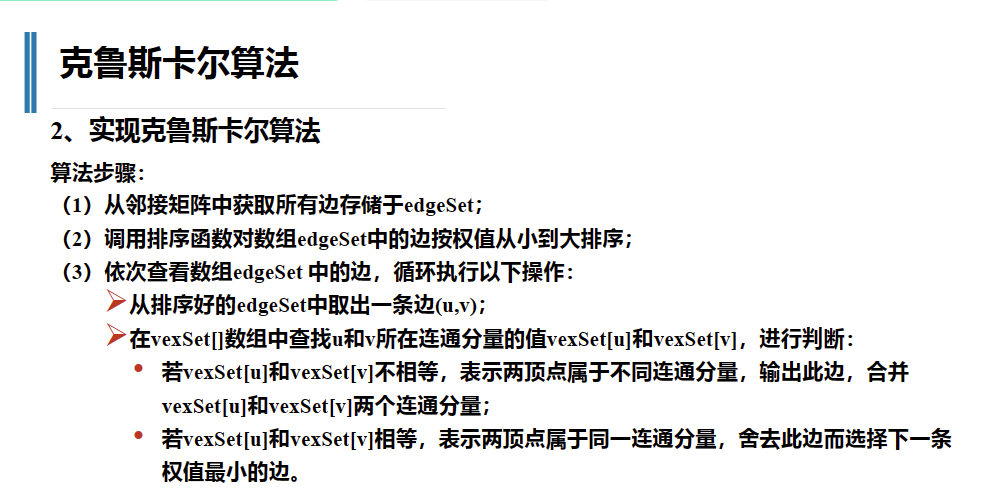 克鲁斯卡尔算法
2、实现克鲁斯卡尔算法
算法步骤：
（1）从邻接矩阵中获取所有边存储于edgeSet；
（2）调用排序函数对数组edgeSet中的边按权值从小到大排序；
（3）依次查看数组edgeSet 中的边，循环执行以下操作：
➢从排序好的edgeSet中取出一条边(u,v)；
➢在vexSet[]数组中查找u和v所在连通分量的值vexSet[u]和vexSet[v]，进行判断：
• 若vexSet[u]和vexSet[v]不相等，表示两顶点属于不同连通分量，输出此边，合并
vexSet[u]和vexSet[v]两个连通分量；
• 若vexSet[u]和vexSet[v]相等，表示两顶点属于同一连通分量，舍去此边而选择下一条
权值最小的边。